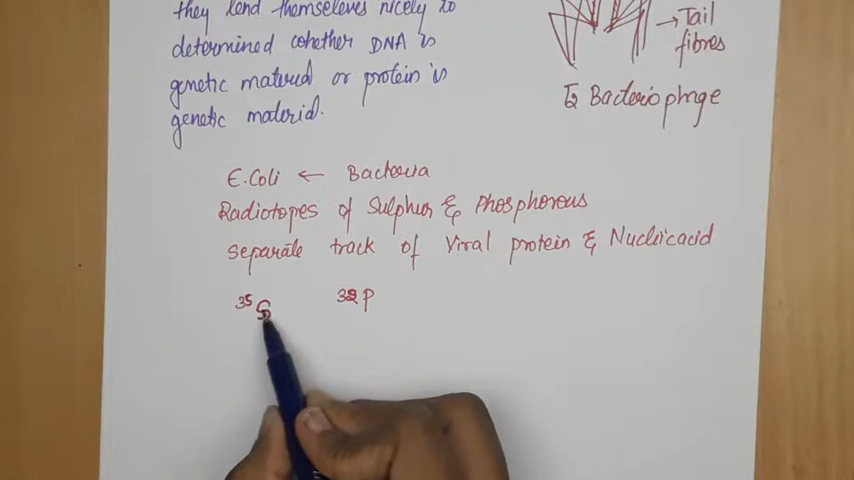 they lend themselves nicely to
determined whether DNA is
genetic material or protein is
genetic material.
→ Tail
fibres
T2 Bacteriophage
E.Coli ← Bacteria
Radiotopes of Sulphur & Phosphorous
separate track of Viral protein & Nucleicacid
35S 32P